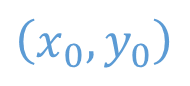 (x₀, y₀)